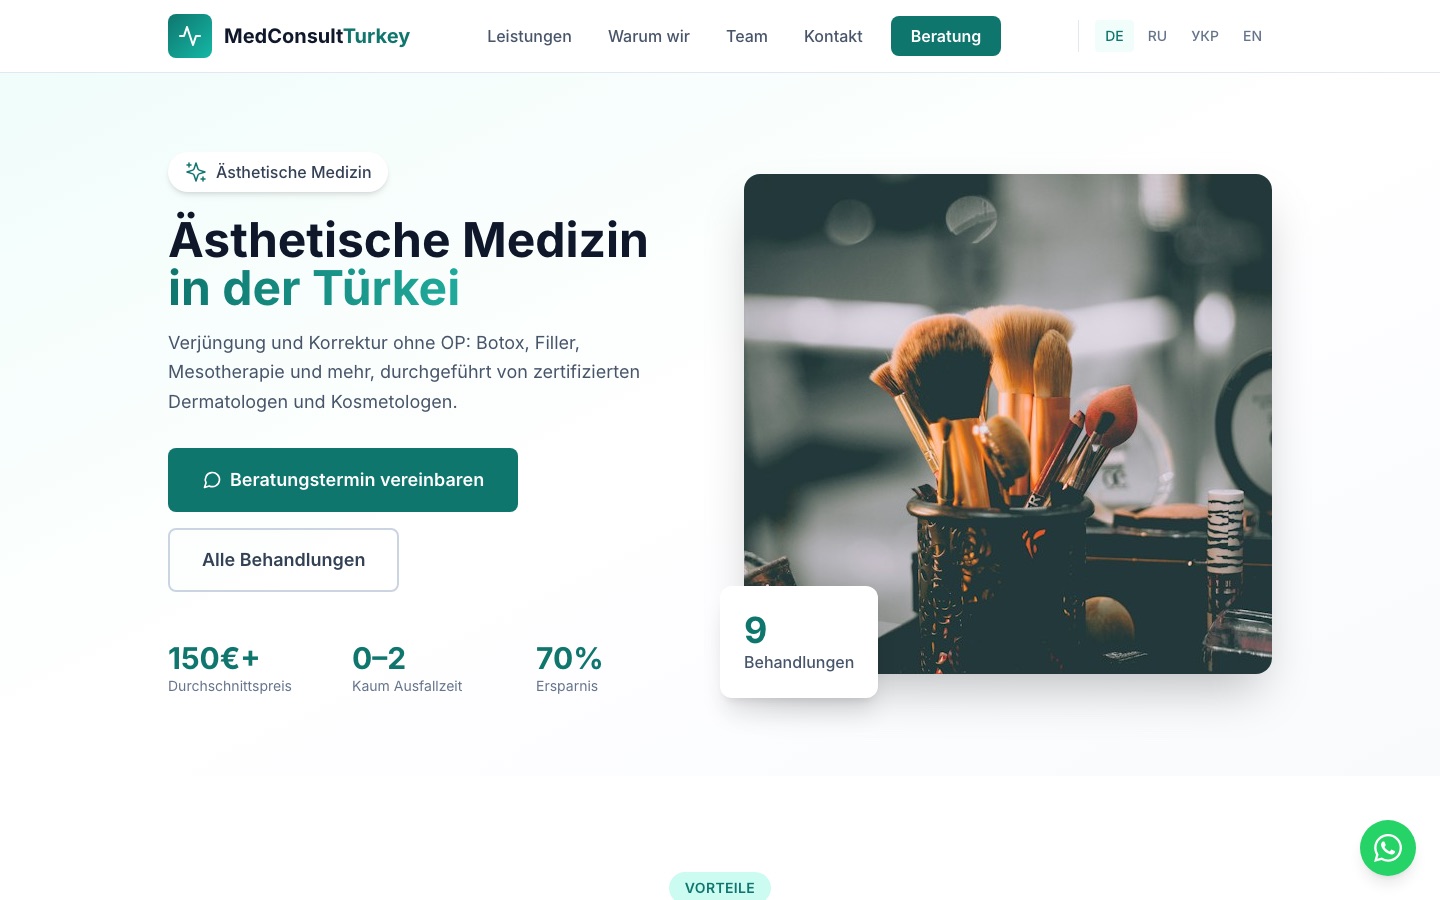 MedConsultTurkey
Leistungen
Warum wir
Team
Kontakt
Beratung
DE
RU
УКР
EN
Ästhetische Medizin
Ästhetische Medizin
in der Türkei
Verjüngung und Korrektur ohne OP: Botox, Filler,
Mesotherapie und mehr, durchgeführt von zertifizierten
Dermatologen und Kosmetologen.
Beratungstermin vereinbaren
Alle Behandlungen
150€+
Durchschnittspreis
0–2
Kaum Ausfallzeit
70%
Ersparnis
9
Behandlungen
VORTEILE